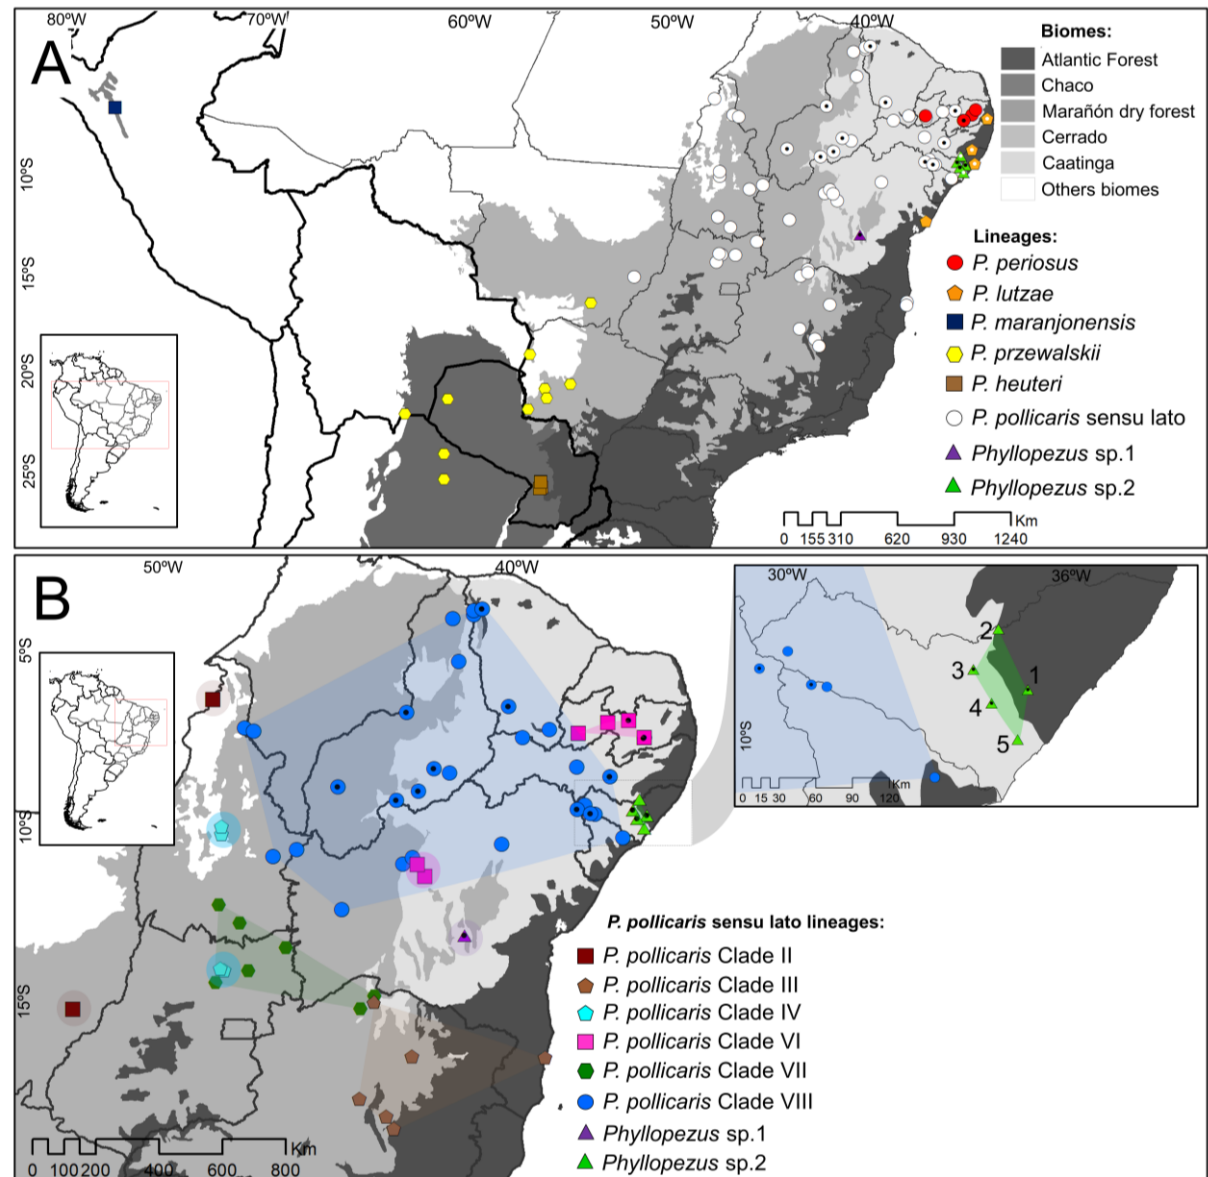 80ºW 70ºW 60ºW 50ºW 40ºW
A
10ºS
15ºS
20ºS
25ºS
Biomes:
Atlantic Forest
Chaco
Marañón dry forest
Cerrado
Caatinga
Others biomes
Lineages:
P. periosus
P. lutzae
P. maranjonensis
P. przewalskii
P. heuteri
P. pollicaris sensu lato
Phyllopezus sp.1
Phyllopezus sp.2
Km
0 155 310 620 930 1240
B
50ºW 40ºW
5ºS
10ºS
15ºS
30ºW 36ºW
10ºS
2
3
1
4
5
Km
0 15 30 60 90 120
P. pollicaris sensu lato lineages:
P. pollicaris Clade II
P. pollicaris Clade III
P. pollicaris Clade IV
P. pollicaris Clade VI
P. pollicaris Clade VII
P. pollicaris Clade VIII
Phyllopezus sp.1
Phyllopezus sp.2
Km
0 100 200 400 600 800